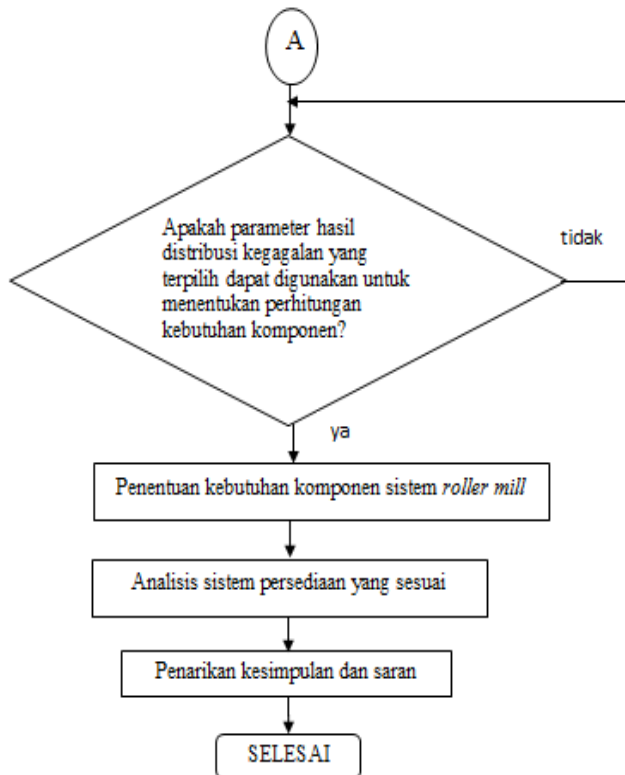 A
Apakah parameter hasil
distribusi kegagalan yang
terpilih dapat digunakan untuk
menentukan perhitungan
kebutuhan komponen?
tidak
ya
Penentuan kebutuhan komponen sistem roller mill
Analisis sistem persediaan yang sesuai
Penarikan kesimpulan dan saran
SELESAI